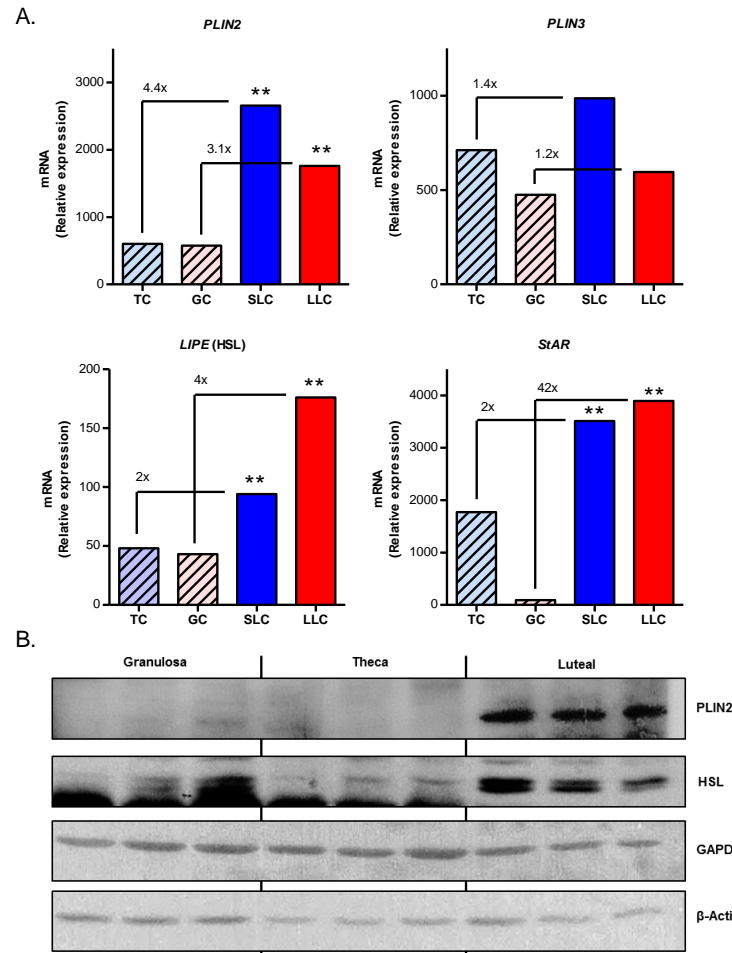 A.
PLIN2
mRNA
(Relative expression)
3000
2000
1000
0
4.4x
3.1x
**
**
TC GC SLC LLC
PLIN3
mRNA
(Relative expression)
1000
500
0
1.4x
1.2x
TC GC SLC LLC
LIPE (HSL)
mRNA
(Relative expression)
200
150
100
50
0
2x
4x
**
**
TC GC SLC LLC
StAR
mRNA
(Relative expression)
4000
3000
2000
1000
0
2x
42x
**
**
TC GC SLC LLC
B.
Granulosa Theca Luteal
PLIN2
HSL
GAPD
β-Acti